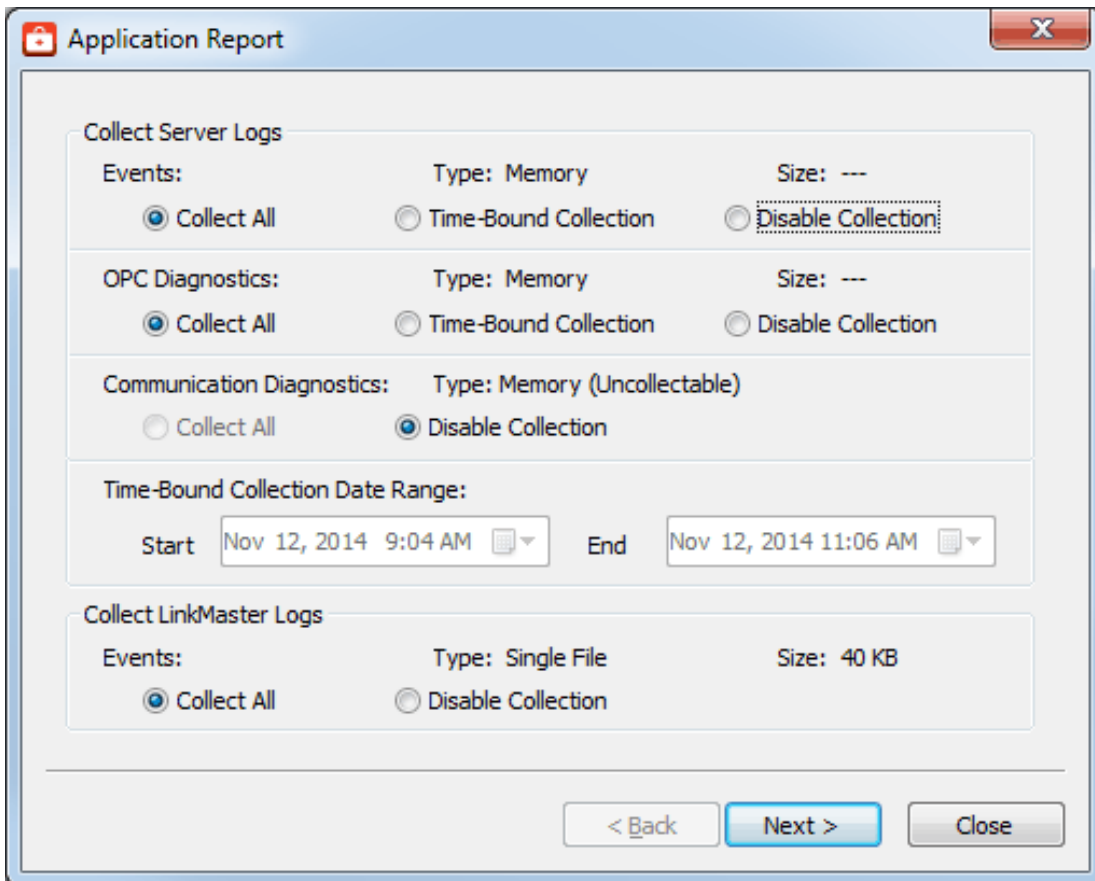 Application Report
Collect Server Logs
Events: Type: Memory Size: ---
Collect All Time-Bound Collection Disable Collection
OPC Diagnostics: Type: Memory Size: ---
Collect All Time-Bound Collection Disable Collection
Communication Diagnostics: Type: Memory (Uncollectable)
Collect All Disable Collection
Time-Bound Collection Date Range:
Start Nov 12, 2014 9:04 AM End Nov 12, 2014 11:06 AM
Collect LinkMaster Logs
Events: Type: Single File Size: 40 KB
Collect All Disable Collection
< Back Next > Close